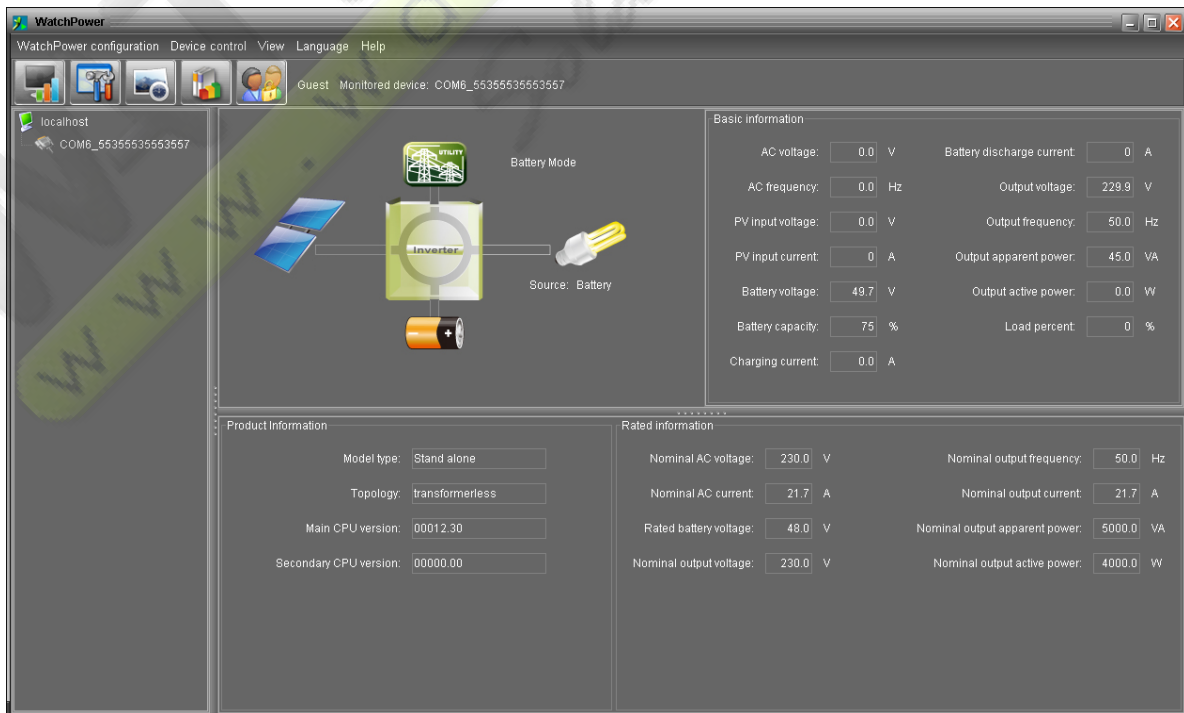 WatchPower
WatchPower configuration Device control View Language Help
Guest Monitored device: COM6_55355535553557
localhost
COM6_55355535553557
UTILITY
Battery Mode
Inverter
Source: Battery
Basic information
AC voltage: 0.0 V
AC frequency: 0.0 Hz
PV input voltage: 0.0 V
PV input current: 0 A
Battery voltage: 49.7 V
Battery capacity: 75 %
Charging current: 0.0 A
Battery discharge current: 0 A
Output voltage: 229.9 V
Output frequency: 50.0 Hz
Output apparent power: 45.0 VA
Output active power: 0.0 W
Load percent: 0 %
Product Information
Model type: Stand alone
Topology: transformerless
Main CPU version: 00012.30
Secondary CPU version: 00000.00
Rated information
Nominal AC voltage: 230.0 V
Nominal AC current: 21.7 A
Rated battery voltage: 48.0 V
Nominal output voltage: 230.0 V
Nominal output frequency: 50.0 Hz
Nominal output current: 21.7 A
Nominal output apparent power: 5000.0 VA
Nominal output active power: 4000.0 W